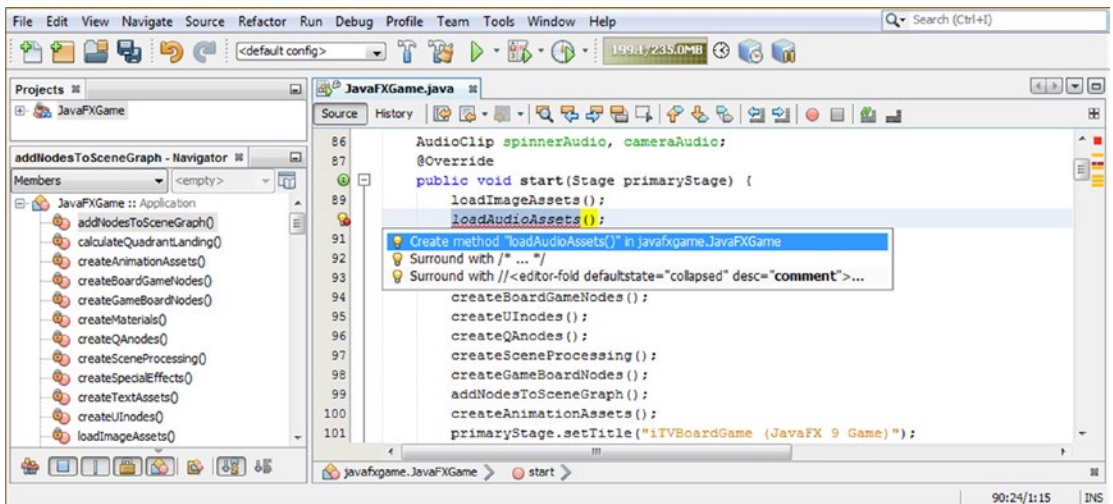 File Edit View Navigate Source Refactor Run Debug Profile Team Tools Window Help
Search (Ctrl+I)
<default config>
199.1/235.0MB
Projects
JavaFXGame
addNodesToSceneGraph - Navigator
Members
<empty>
JavaFXGame :: Application
addNodesToSceneGraph()
calculateQuadrantLanding()
createAnimationAssets()
createBoardGameNodes()
createGameBoardNodes()
createMaterials()
createQAnodes()
createSceneProcessing()
createSpecialEffects()
createTextAssets()
createUInodes()
loadImageAssets()
JavaFXGame.java
Source History
86 AudioClip spinnerAudio, cameraAudio;
87 @Override
public void start(Stage primaryStage) {
89 loadImageAssets();
loadAudioAssets();
91 Create method "loadAudioAssets()" in javafxgame.JavaFXGame
92 Surround with /* ... */
93 Surround with //<editor-fold defaultstate="collapsed" desc="comment">...
94 createBoardGameNodes();
95 createUInodes();
96 createQAnodes();
97 createSceneProcessing();
98 createSpecialEffects();
98 createGameBoardNodes();
99 addNodesToSceneGraph();
100 createAnimationAssets();
101 primaryStage.setTitle("iTVBoardGame (JavaFX 9 Game)");
javafxgame.JavaFXGame
start
90:24/1:15
INS